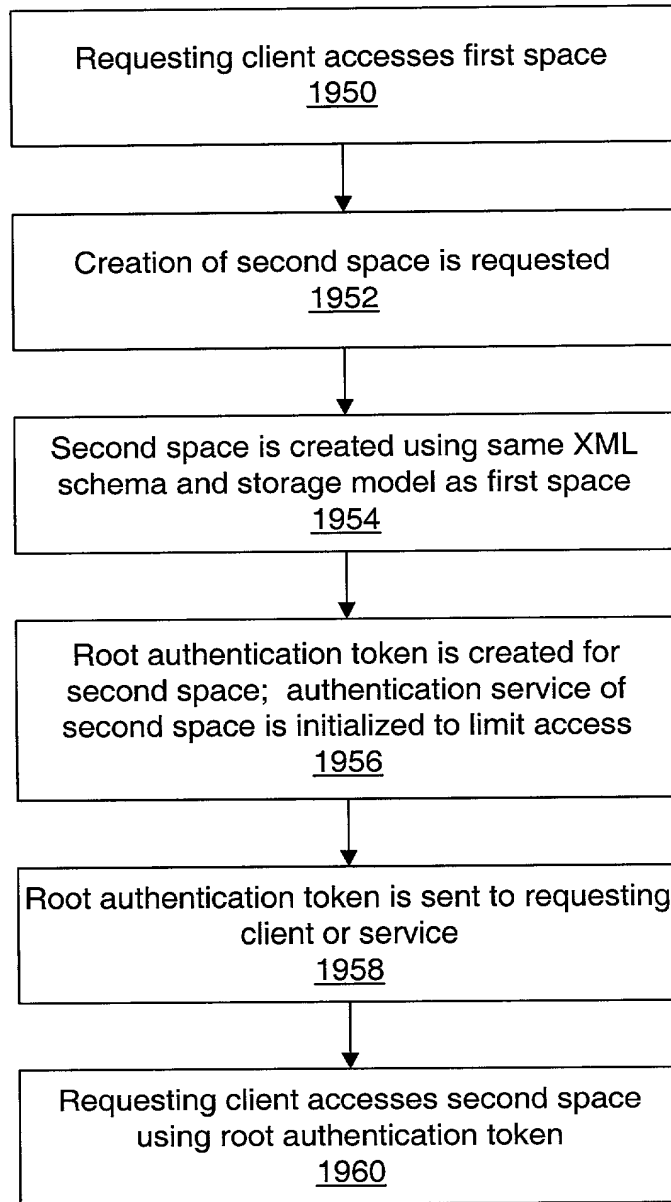 Requesting client accesses first space
1950
Creation of second space is requested
1952
Second space is created using same XML
schema and storage model as first space
1954
Root authentication token is created for
second space; authentication service of
second space is initialized to limit access
1956
Root authentication token is sent to requesting
client or service
1958
Requesting client accesses second space
using root authentication token
1960